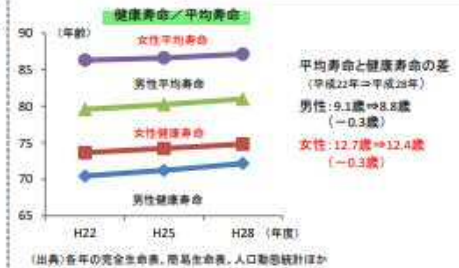 健康寿命／平均寿命
(年齢)
90
85
80
75
70
65
女性平均寿命
男性平均寿命
女性健康寿命
男性健康寿命
H22
H25
H28
(年度)
平均寿命と健康寿命の差
（平成22年⇒平成28年）
男性：9.1歳⇒8.8歳
（－0.3歳）
女性：12.7歳⇒12.4歳
（－0.3歳）
（出典）各年の完全生命表、簡易生命表、人口動態統計ほか